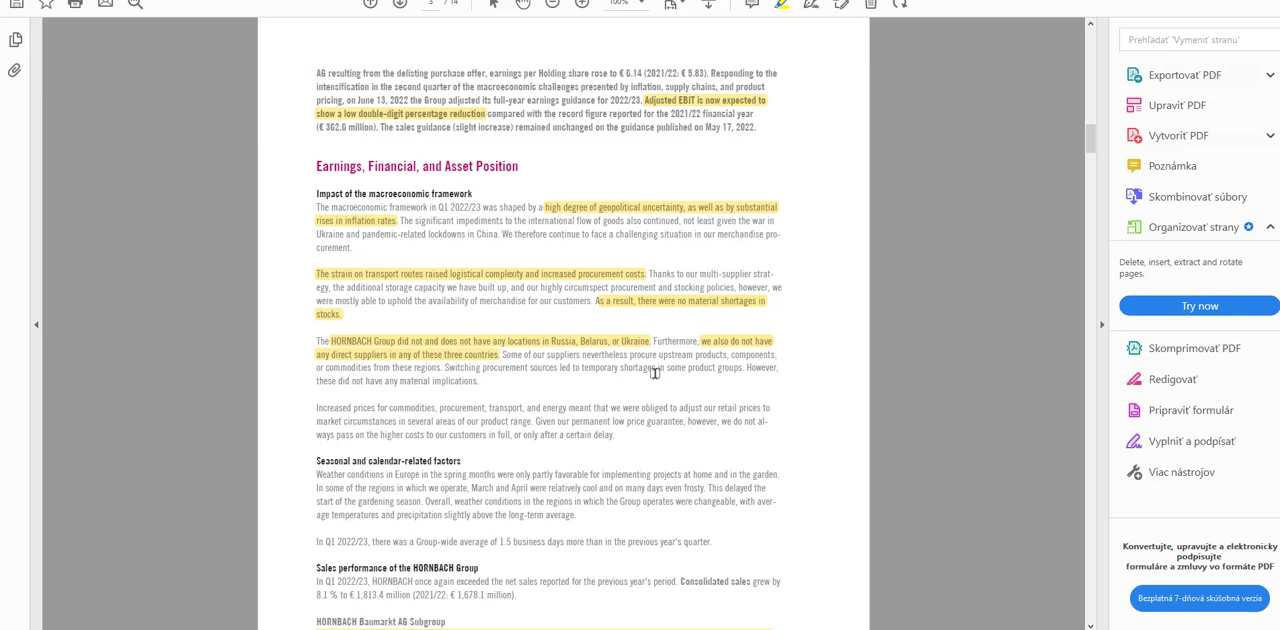 3 / 14
100%
AG resulting from the delisting purchase offer, earnings per Holding share rose to € 6.14 (2021/22: € 5.83). Responding to the
intensification in the second quarter of the macroeconomic challenges presented by inflation, supply chains, and product
pricing, on June 13, 2022 the Group adjusted its full-year earnings guidance for 2022/23. Adjusted EBIT is now expected to
show a low double-digit percentage reduction compared with the record figure reported for the 2021/22 financial year
(€ 362.6 million). The sales guidance (slight increase) remained unchanged on the guidance published on May 17, 2022.
Earnings, Financial, and Asset Position
Impact of the macroeconomic framework
The macroeconomic framework in Q1 2022/23 was shaped by a high degree of geopolitical uncertainty, as well as by substantial
rises in inflation rates. The significant impediments to the international flow of goods also continued, not least given the war in
Ukraine and pandemic-related lockdowns in China. We therefore continue to face a challenging situation in our merchandise pro-
curement.
The strain on transport routes raised logistical complexity and increased procurement costs. Thanks to our multi-supplier strat-
egy, the additional storage capacity we have built up, and our highly circumspect procurement and stocking policies, however, we
were mostly able to uphold the availability of merchandise for our customers. As a result, there were no material shortages in
stocks.
The HORNBACH Group did not and does not have any locations in Russia, Belarus, or Ukraine. Furthermore, we also do not have
any direct suppliers in any of these three countries. Some of our suppliers nevertheless procure upstream products, components,
or commodities from these regions. Switching procurement sources led to temporary shortages in some product groups. However,
these did not have any material implications.
Increased prices for commodities, procurement, transport, and energy meant that we were obliged to adjust our retail prices to
market circumstances in several areas of our product range. Given our permanent low price guarantee, however, we do not al-
ways pass on the higher costs to our customers in full, or only after a certain delay.
Seasonal and calendar-related factors
Weather conditions in Europe in the spring months were only partly favorable for implementing projects at home and in the garden.
In some of the regions in which we operate, March and April were relatively cool and on many days even frosty. This delayed the
start of the gardening season. Overall, weather conditions in the regions in which the Group operates were changeable, with aver-
age temperatures and precipitation slightly above the long-term average.
In Q1 2022/23, there was a Group-wide average of 1.5 business days more than in the previous year's quarter.
Sales performance of the HORNBACH Group
In Q1 2022/23, HORNBACH once again exceeded the net sales reported for the previous year's period. Consolidated sales grew by
8.1 % to € 1,813.4 million (2021/22: € 1,678.1 million).
HORNBACH Baumarkt AG Subgroup
Prehľadať 'Vymeniť stranu'
Exportovať PDF
Upraviť PDF
Vytvoriť PDF
Poznámka
Skombinovať súbory
Organizovať strany
Delete, insert, extract and rotate
pages.
Try now
Skomprimovať PDF
Redigovať
Pripraviť formulár
Vyplniť a podpísať
Viac nástrojov
Konvertujte, upravujte a elektronicky
podpisujte
formuláre a zmluvy vo formáte PDF
Bezplatná 7-dňová skúšobná verzia